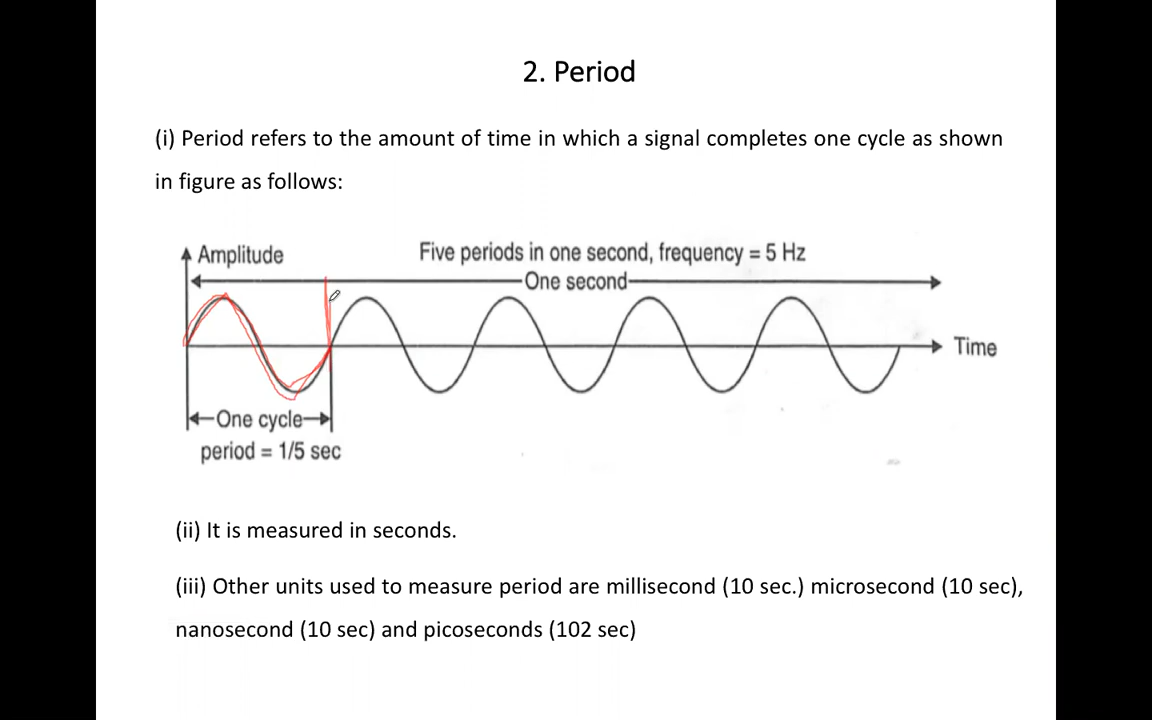 2. Period
(i) Period refers to the amount of time in which a signal completes one cycle as shown
in figure as follows:
Amplitude
Five periods in one second, frequency = 5 Hz
One second
Time
One cycle
period = 1/5 sec
(ii) It is measured in seconds.
(iii) Other units used to measure period are millisecond (10 sec.) microsecond (10 sec),
nanosecond (10 sec) and picoseconds (102 sec)